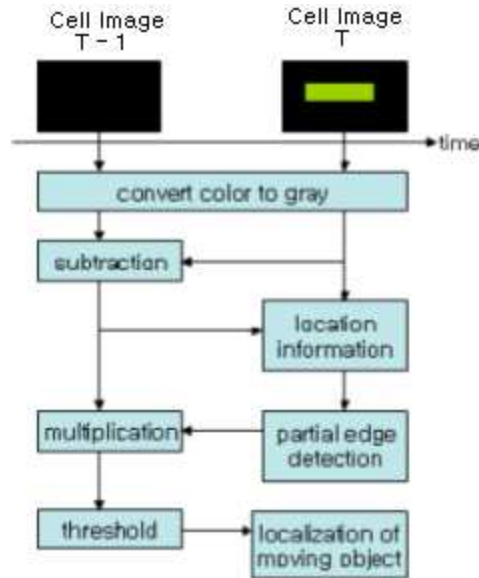 Cell Image
T - 1
Cell Image
T
time
convert color to gray
subtraction
location
information
multiplication
partial edge
detection
threshold
localization of
moving object